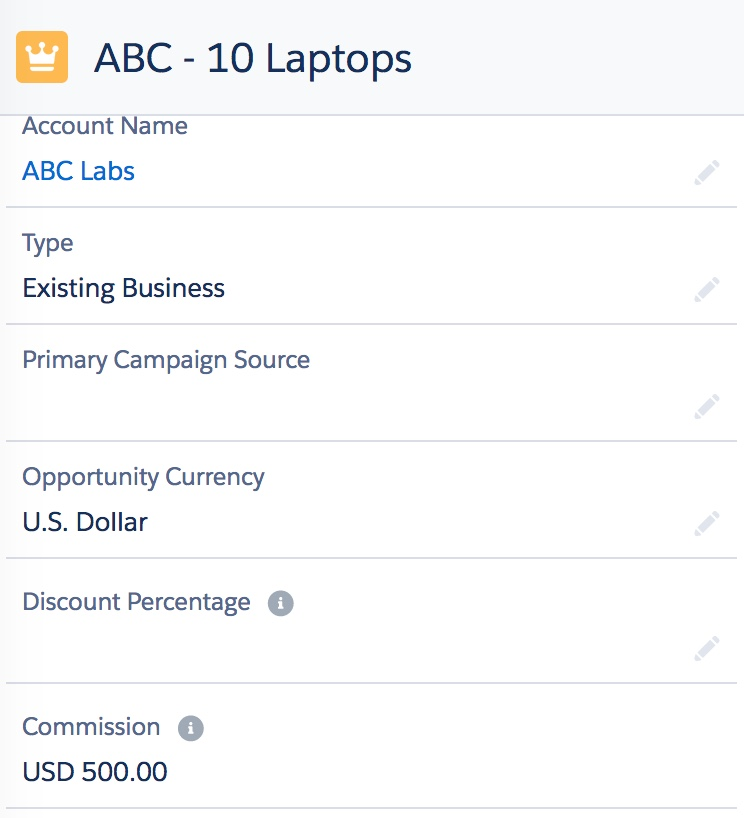 ABC - 10 Laptops
Account Name
ABC Labs
Type
Existing Business
Primary Campaign Source
Opportunity Currency
U.S. Dollar
Discount Percentage
Commission
USD 500.00